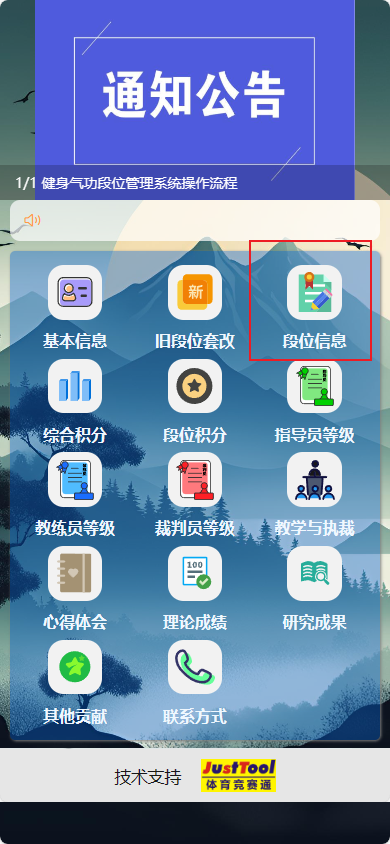 通知公告
1/1 健身气功段位管理系统操作流程
新
基本信息 旧段位套改 段位信息
综合积分 段位积分 指导员等级
教练员等级 裁判员等级 教学与执裁
100
心得体会 理论成绩 研究成果
其他贡献 联系方式
技术支持 JustTool
体育竞赛通